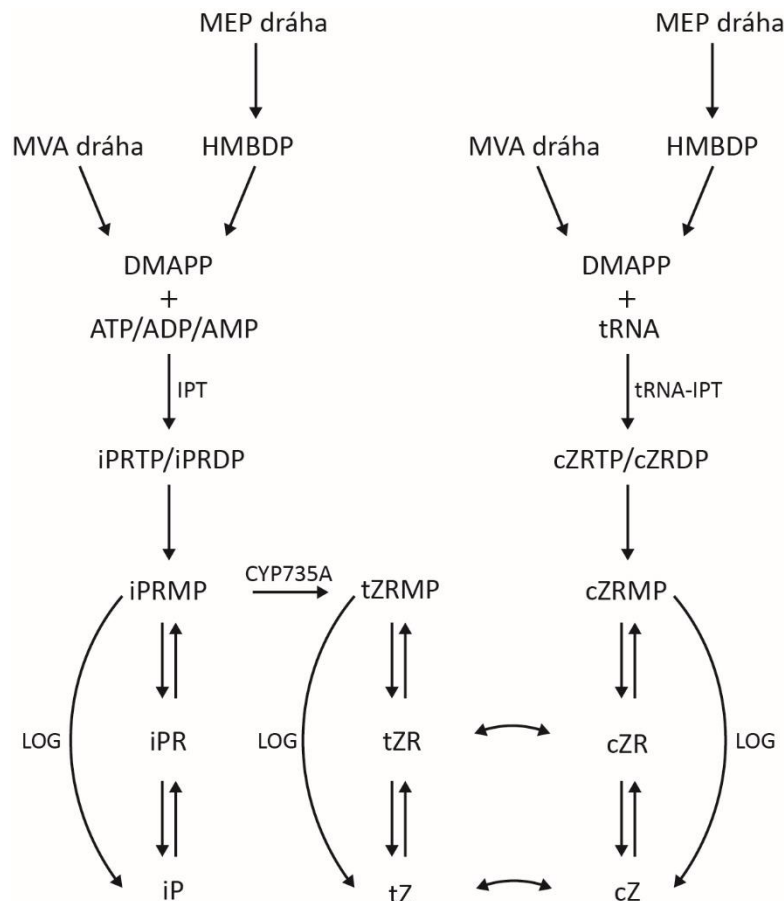 MEP dráha MEP dráha
MVA dráha HMBDP MVA dráha HMBDP
DMAPP DMAPP
+ +
ATP/ADP/AMP tRNA
IPT tRNA-IPT
iPRTP/iPRDP cZRTP/cZRDP
CYP735A
iPRMP tZRMP cZRMP
LOG iPR LOG tZR cZR LOG
iP tZ cZ